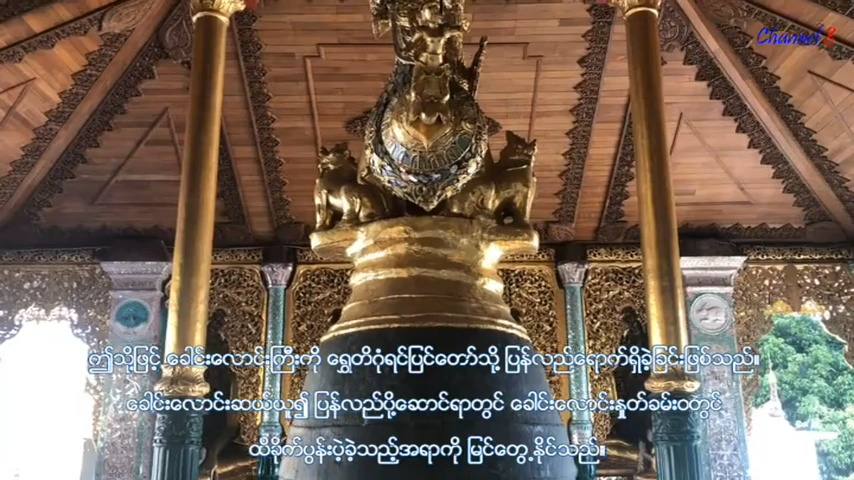 Channel R
ဤသို့ဖြင့် ခေါင်းလောင်းကြီးကို ရွှေတိဂုံရင်ပြင်တော်သို့ ပြန်လည်ရောက်ရှိခဲ့ခြင်းဖြစ်သည်။
ခေါင်းလောင်းဆယ်ယူ၍ ပြန်လည်ပို့ဆောင်ရာတွင် ခေါင်းလောင်းနှုတ်ခမ်းဝတွင်
ထိခိုက်ပွန်းပဲ့ခဲ့သည့်အရာကို မြင်တွေ့နိုင်သည်။